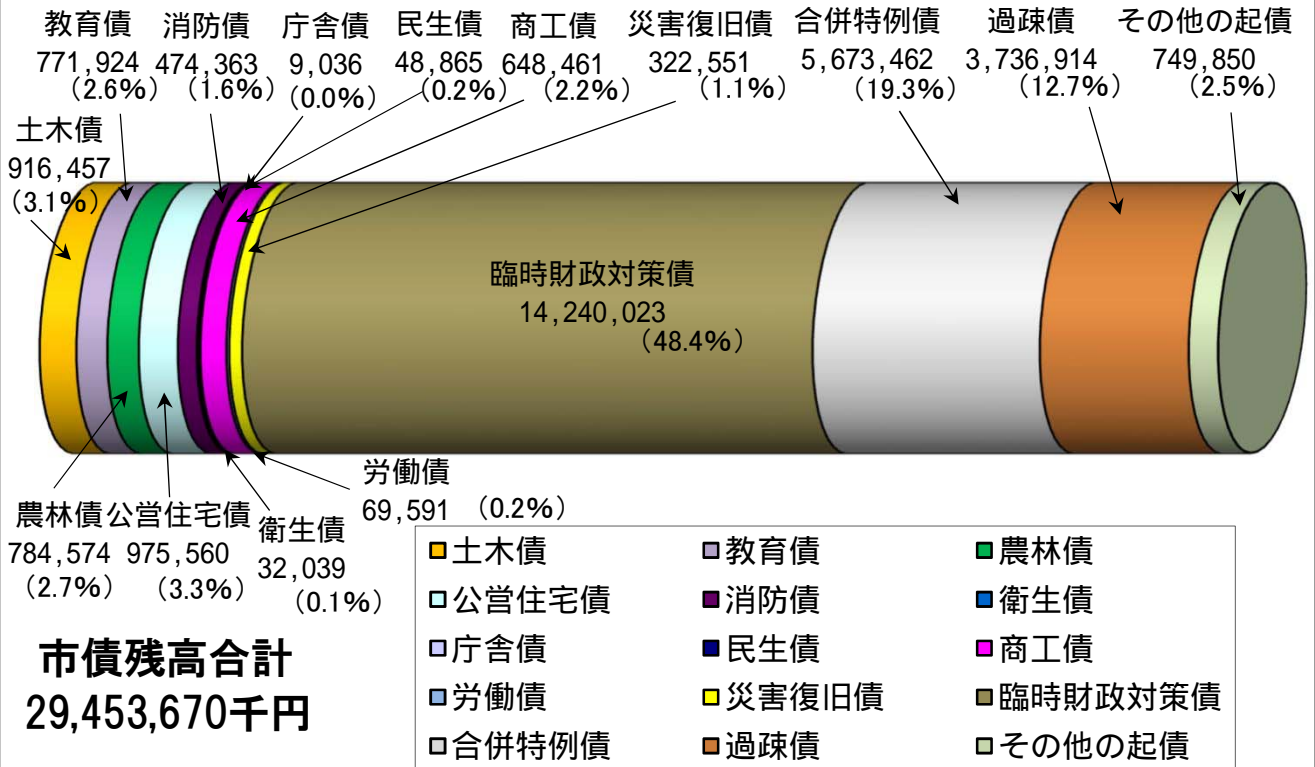 教育債 消防債 庁舎債 民生債 商工債 災害復旧債 合併特例債 過疎債 その他の起債
771,924 474,363 9,036 48,865 648,461 322,551 5,673,462 3,736,914 749,850
（2.6%） （1.6%） （0.0%） （0.2%） （2.2%） （1.1%） （19.3%） （12.7%） （2.5%）
土木債
916,457
（3.1%）
臨時財政対策債
14,240,023
（48.4%）
労働債
69,591 （0.2%）
農林債 公営住宅債 衛生債
784,574 975,560 32,039
（2.7%） （3.3%） （0.1%）
市債残高合計
29,453,670千円
土木債 教育債 農林債
公営住宅債 消防債 衛生債
庁舎債 民生債 商工債
労働債 災害復旧債 臨時財政対策債
合併特例債 過疎債 その他の起債